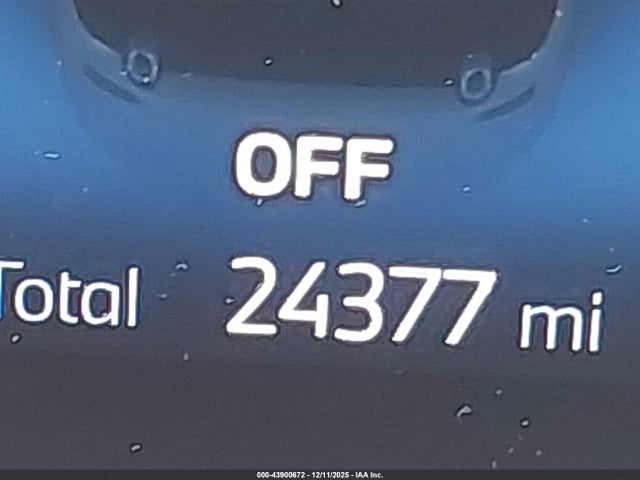 OFF
Total 24377 mi
000-43900672 - 12/11/2025 - IAA Inc.